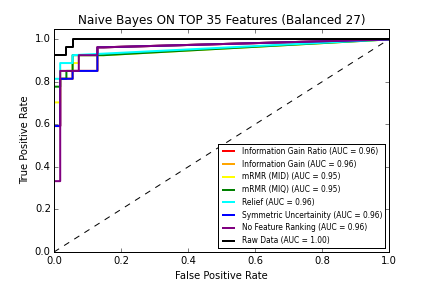 Naive Bayes ON TOP 35 Features (Balanced 27)
1.0
0.8
0.6
0.4
0.2
0.0
True Positive Rate
Information Gain Ratio (AUC = 0.96)
Information Gain (AUC = 0.96)
mRMR (MID) (AUC = 0.95)
mRMR (MIQ) (AUC = 0.95)
Relief (AUC = 0.96)
Symmetric Uncertainity (AUC = 0.96)
No Feature Ranking (AUC = 0.96)
Raw Data (AUC = 1.00)
0.0 0.2 0.4 0.6 0.8 1.0
False Positive Rate